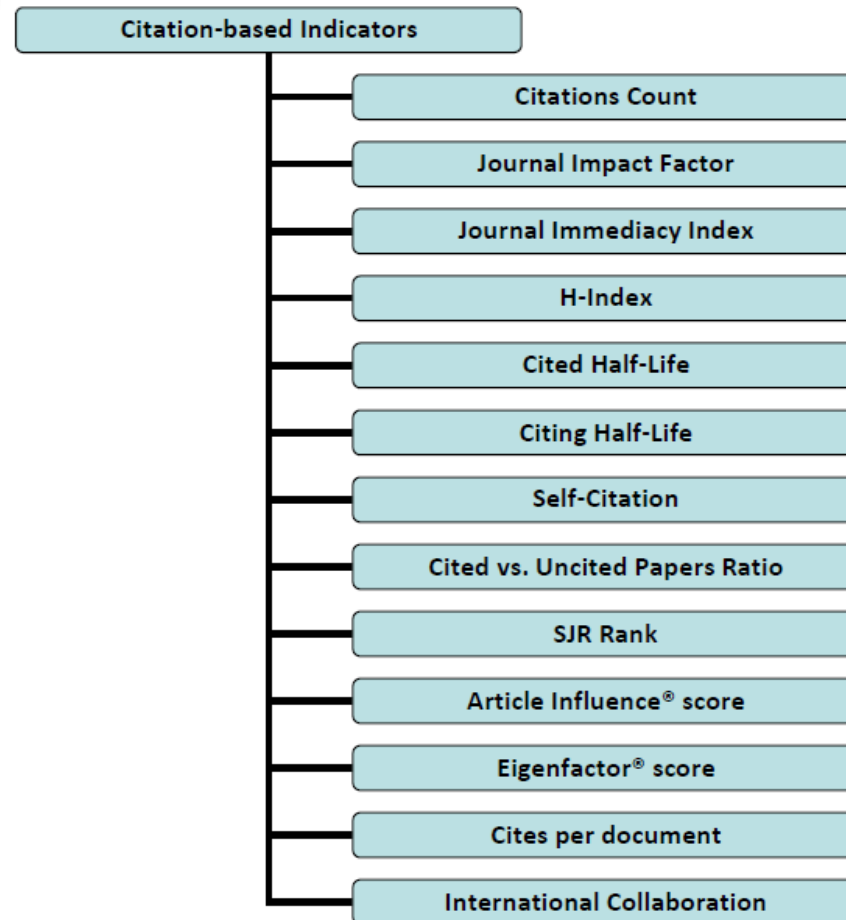 Citation-based Indicators
Citations Count
Journal Impact Factor
Journal Immediacy Index
H-Index
Cited Half-Life
Citing Half-Life
Self-Citation
Cited vs. Uncited Papers Ratio
SJR Rank
Article Influence® score
Eigenfactor® score
Cites per document
International Collaboration